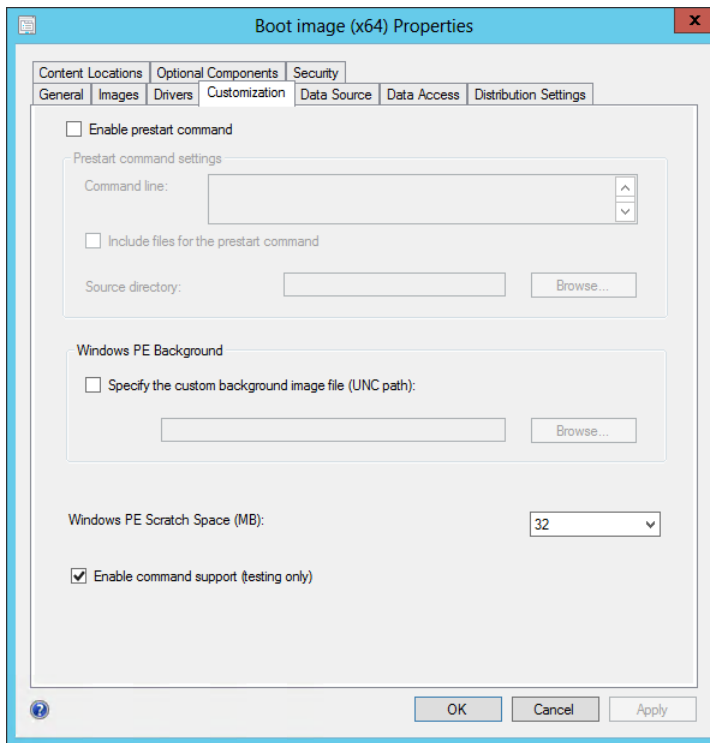 Boot image (x64) Properties
x
Content Locations Optional Components Security
General Images Drivers Customization Data Source Data Access Distribution Settings
Enable prestart command
Prestart command settings
Command line:
Include files for the prestart command
Source directory: Browse...
Windows PE Background
Specify the custom background image file (UNC path):
Browse...
Windows PE Scratch Space (MB): 32
Enable command support (testing only)
? OK Cancel Apply